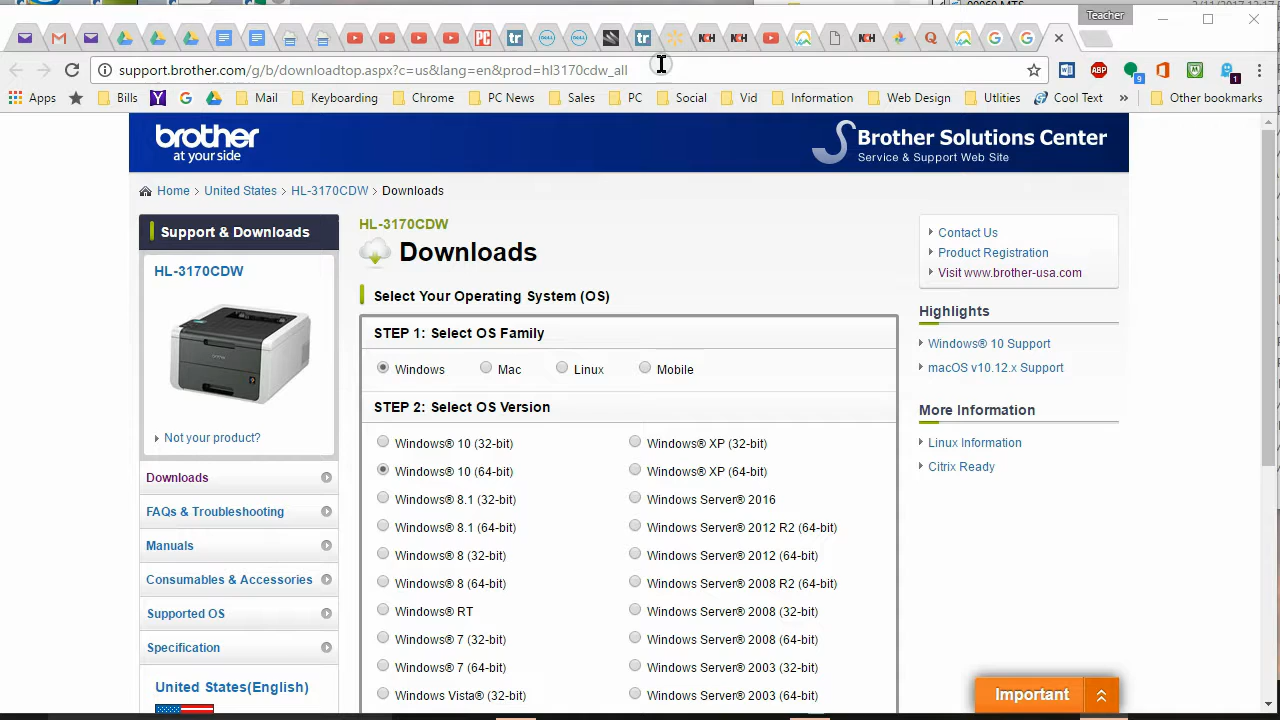 Teacher
support.brother.com/g/b/downloadtop.aspx?c=us&lang=en&prod=hl3170cdw_all
Apps
Bills
Mail
Keyboarding
Chrome
PC News
Sales
PC
Social
Vid
Information
Web Design
Utlities
Cool Text
»
Other bookmarks
brother
at your side
Brother Solutions Center
Service & Support Web Site
Home > United States > HL-3170CDW > Downloads
Support & Downloads
HL-3170CDW
Not your product?
Downloads
FAQs & Troubleshooting
Manuals
Consumables & Accessories
Supported OS
Specification
United States(English)
HL-3170CDW
Downloads
Select Your Operating System (OS)
STEP 1: Select OS Family
Windows
Mac
Linux
Mobile
STEP 2: Select OS Version
Windows® 10 (32-bit)
Windows® 10 (64-bit)
Windows® 8.1 (32-bit)
Windows® 8.1 (64-bit)
Windows® 8 (32-bit)
Windows® 8 (64-bit)
Windows® RT
Windows® 7 (32-bit)
Windows® 7 (64-bit)
Windows Vista® (32-bit)
Windows® XP (32-bit)
Windows® XP (64-bit)
Windows Server® 2016
Windows Server® 2012 R2 (64-bit)
Windows Server® 2012 (64-bit)
Windows Server® 2008 R2 (64-bit)
Windows Server® 2008 (32-bit)
Windows Server® 2008 (64-bit)
Windows Server® 2003 (32-bit)
Windows Server® 2003 (64-bit)
Contact Us
Product Registration
Visit www.brother-usa.com
Highlights
Windows® 10 Support
macOS v10.12.x Support
More Information
Linux Information
Citrix Ready
Important